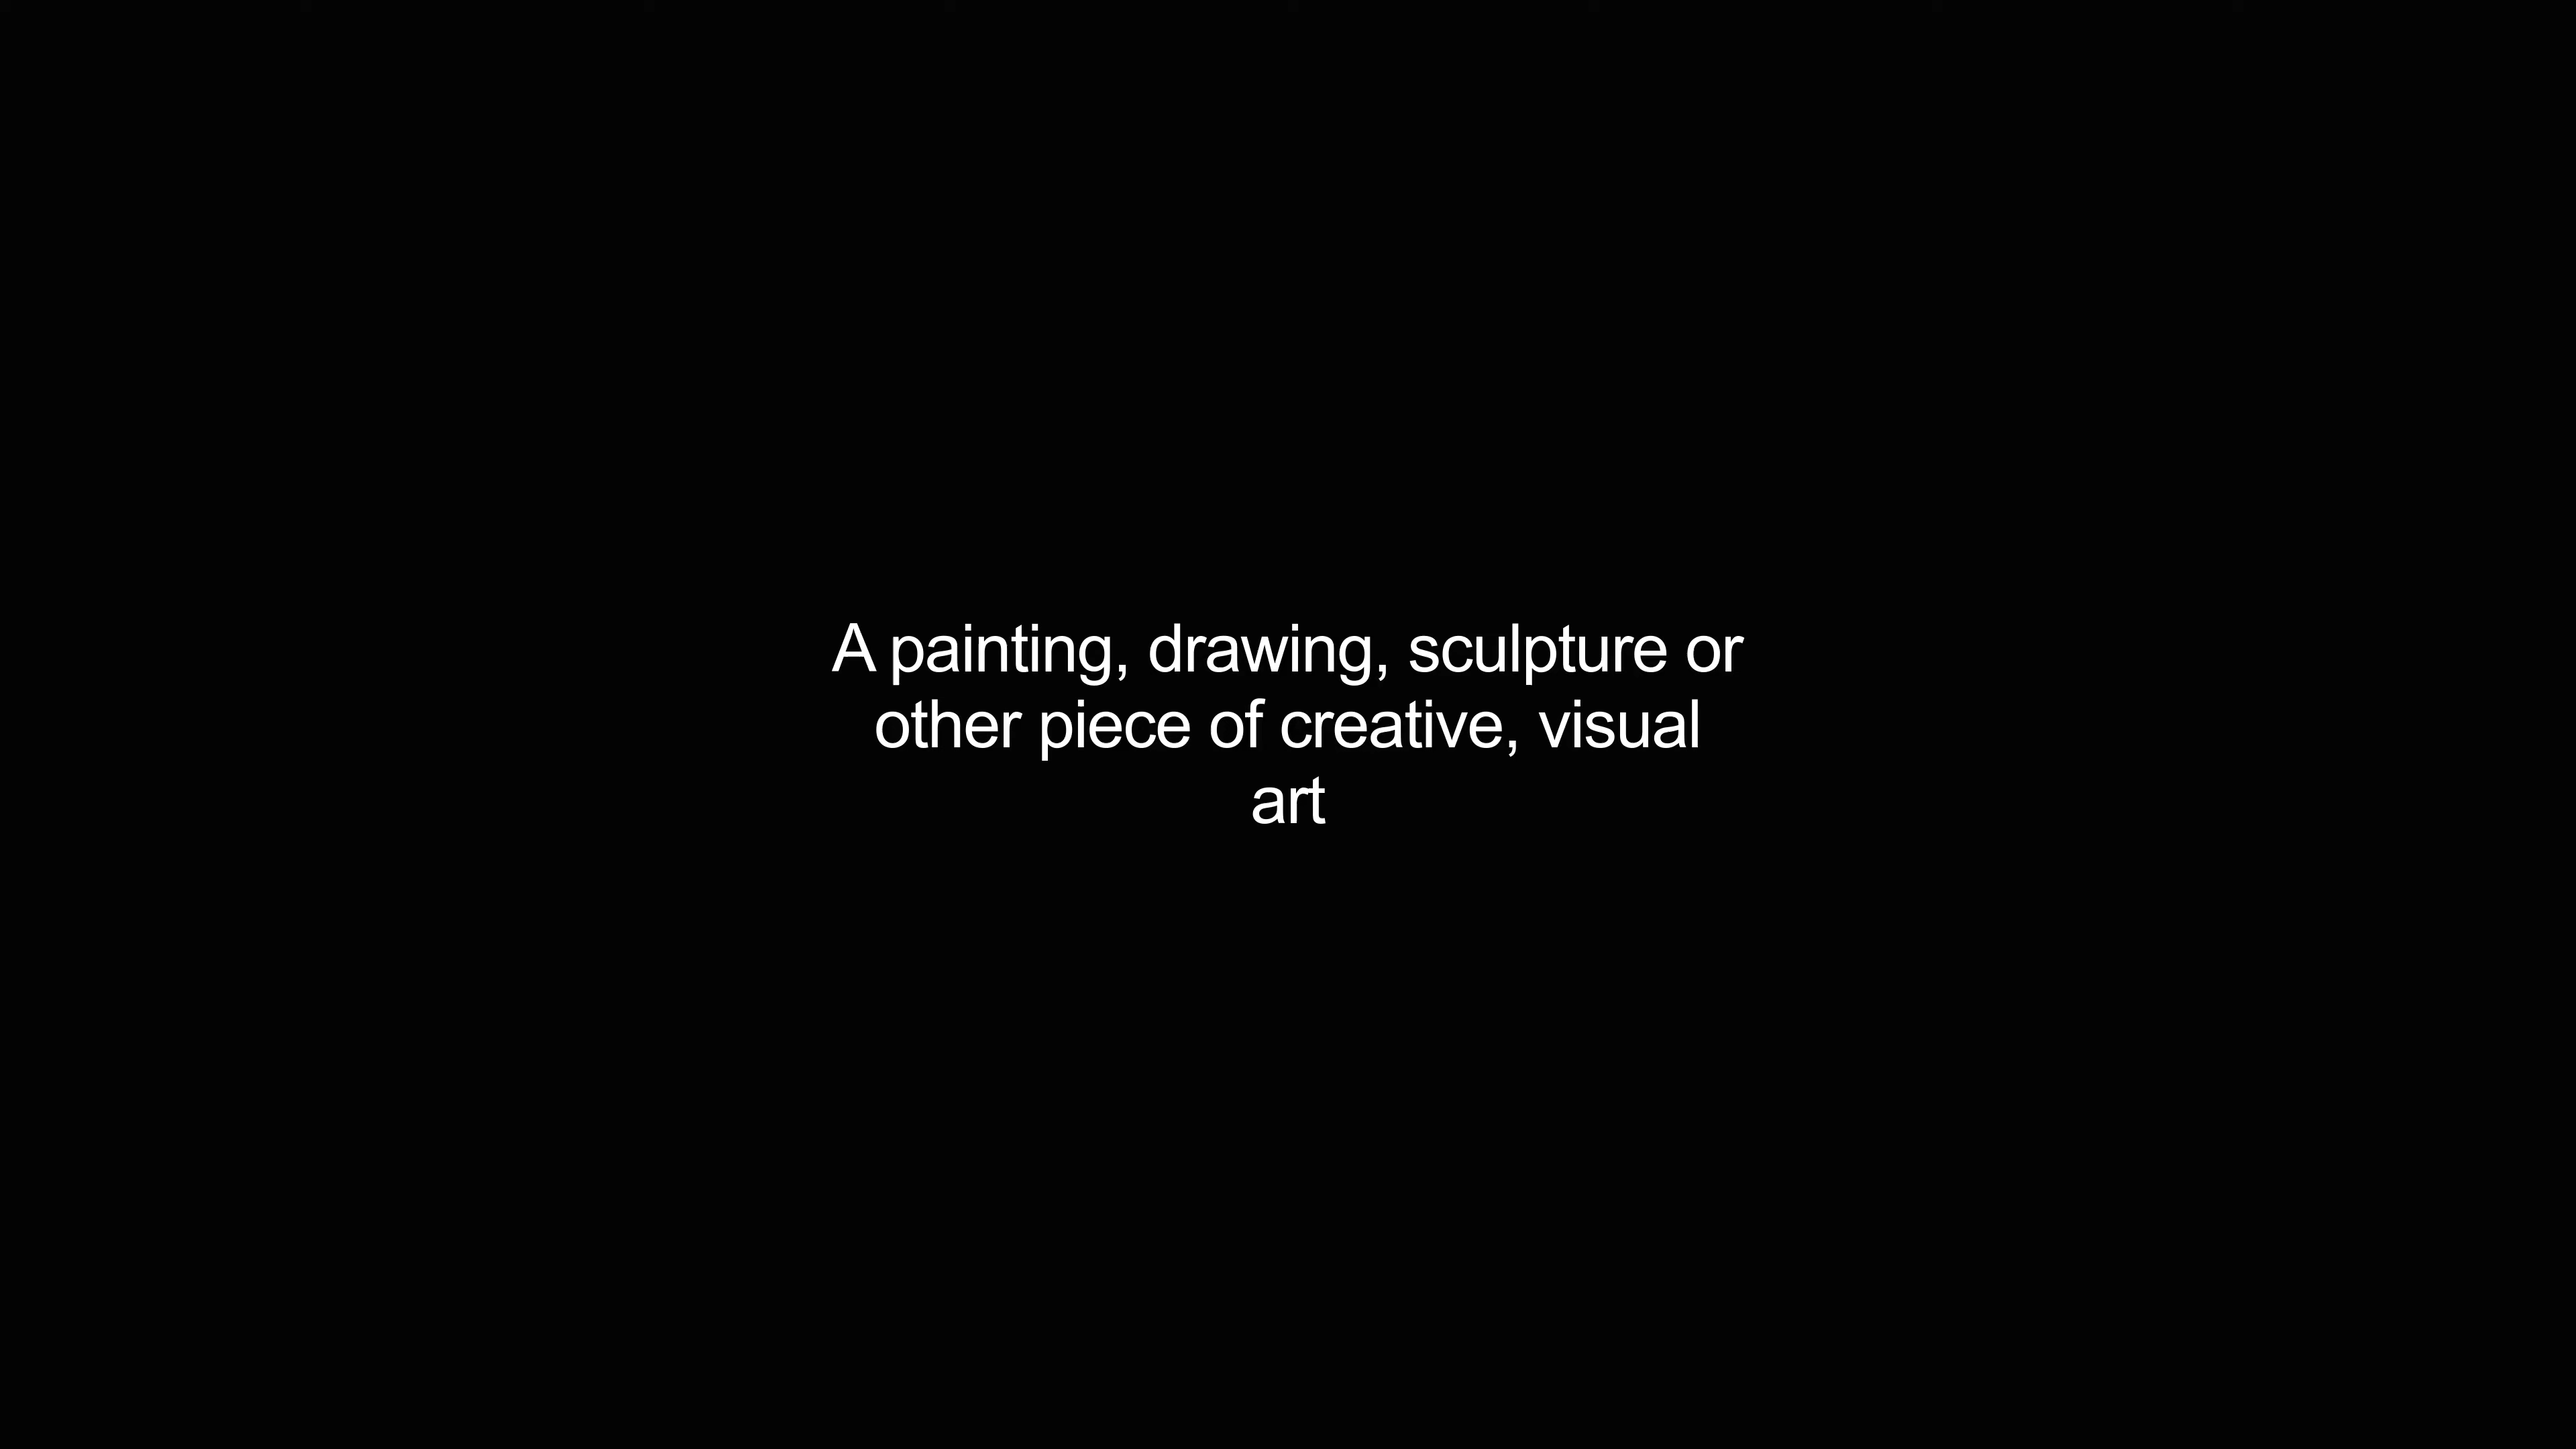 A painting, drawing, sculpture or
other piece of creative, visual
art